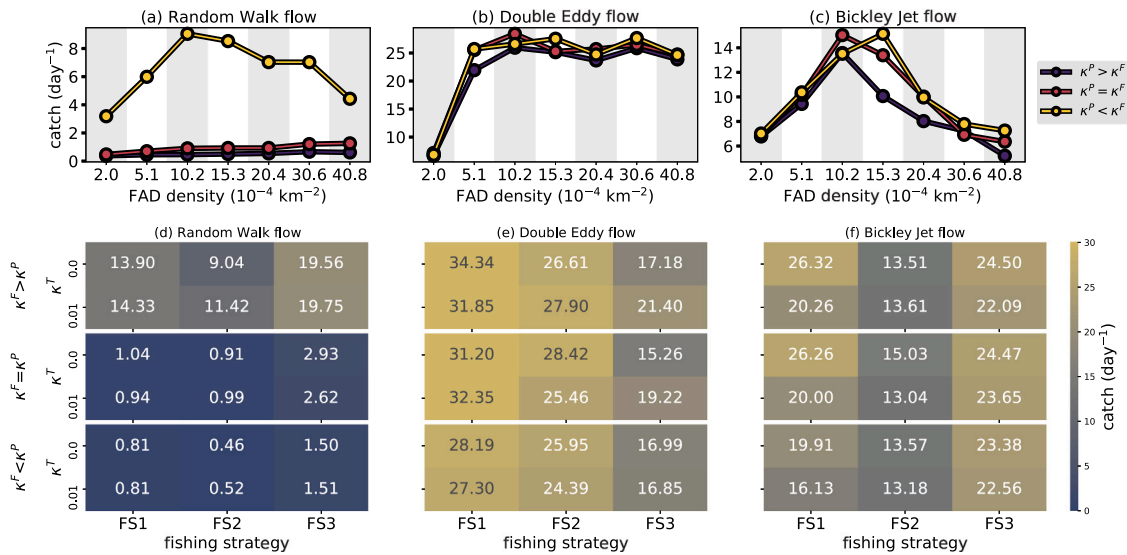 (a) Random Walk flow
(b) Double Eddy flow
(c) Bickley Jet flow
catch (day⁻¹)
8
6
4
2
0
25
20
15
10
14
12
10
8
6
κᴾ > κᶠ
κᴾ = κᶠ
κᴾ < κᶠ
2.0 5.1 10.2 15.3 20.4 30.6 40.8
2.0 5.1 10.2 15.3 20.4 30.6 40.8
2.0 5.1 10.2 15.3 20.4 30.6 40.8
FAD density (10⁻⁴ km⁻²)
FAD density (10⁻⁴ km⁻²)
FAD density (10⁻⁴ km⁻²)
(d) Random Walk flow
(e) Double Eddy flow
(f) Bickley Jet flow
κᶠ>κᴾ
κᵀ
0.0
13.90 9.04 19.56
34.34 26.61 17.18
26.32 13.51 24.50
0.01
14.33 11.42 19.75
31.85 27.90 21.40
20.26 13.61 22.09
κᶠ=κᴾ
κᵀ
0.0
1.04 0.91 2.93
31.20 28.42 15.26
26.26 15.03 24.47
0.01
0.94 0.99 2.62
32.35 25.46 19.22
20.00 13.04 23.65
κᶠ<κᴾ
κᵀ
0.0
0.81 0.46 1.50
28.19 25.95 16.99
19.91 13.57 23.38
0.01
0.81 0.52 1.51
27.30 24.39 16.85
16.13 13.18 22.56
FS1 FS2 FS3
FS1 FS2 FS3
FS1 FS2 FS3
fishing strategy
fishing strategy
fishing strategy
30
25
20
15
10
5
0
catch (day⁻¹)